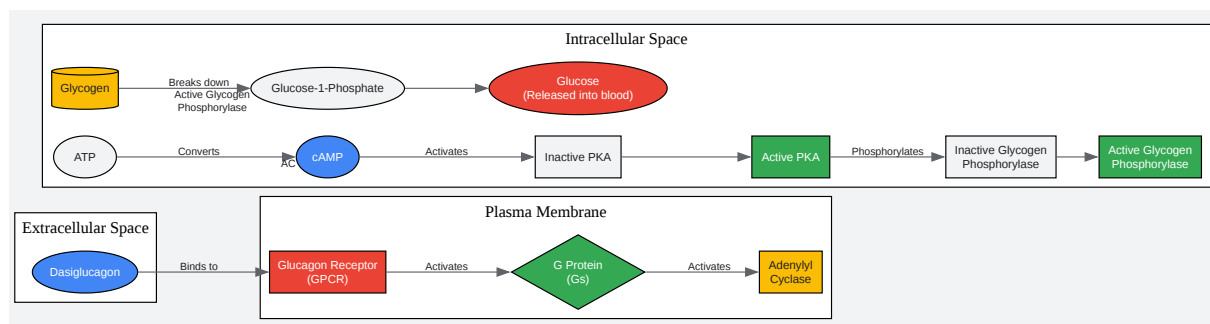 Intracellular Space
Glycogen
Breaks down
Active Glycogen
Phosphorylase
Glucose-1-Phosphate
Glucose
(Released into blood)
ATP
Converts
AC
cAMP
Activates
Inactive PKA
Active PKA
Phosphorylates
Inactive Glycogen
Phosphorylase
Active Glycogen
Phosphorylase
Extracellular Space
Dasiglucagon
Binds to
Plasma Membrane
Glucagon Receptor
(GPCR)
Activates
G Protein
(Gs)
Activates
Adenylyl
Cyclase